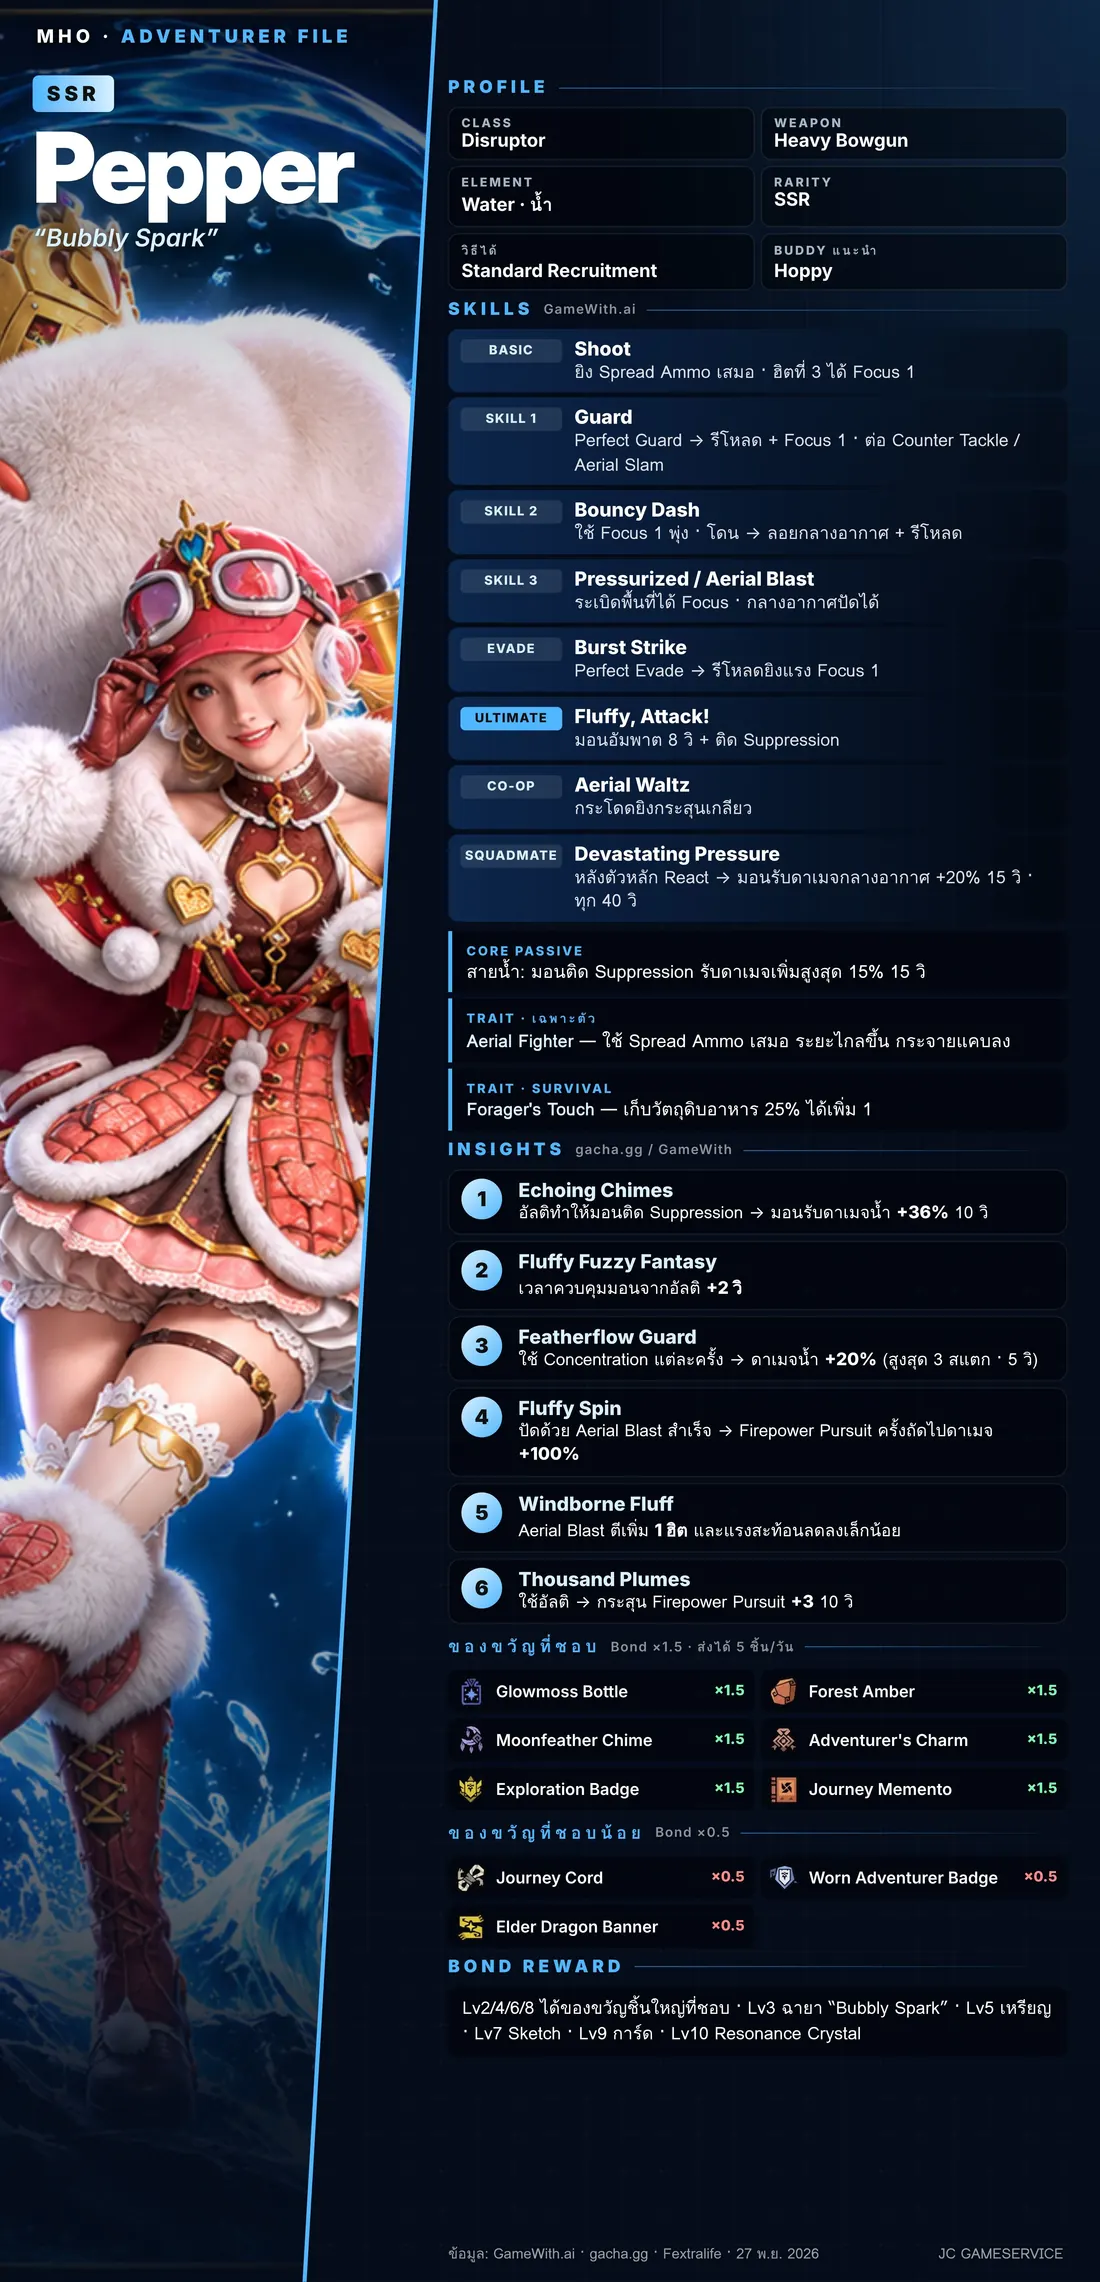 MHO · ADVENTURER FILE
SSR
Pepper
“Bubbly Spark”
PROFILE
CLASS
Disruptor
WEAPON
Heavy Bowgun
ELEMENT
Water · น้ำ
RARITY
SSR
วิธีได้
Standard Recruitment
BUDDY แนะนำ
Hoppy
SKILLS GameWith.ai
BASIC
Shoot
ยิง Spread Ammo เสมอ · ฮิตที่ 3 ได้ Focus 1
SKILL 1
Guard
Perfect Guard → รีโหลด + Focus 1 · ต่อ Counter Tackle /
Aerial Slam
SKILL 2
Bouncy Dash
ใช้ Focus 1 พุ่ง · โดน → ลอยกลางอากาศ + รีโหลด
SKILL 3
Pressurized / Aerial Blast
ระเบิดพื้นที่ได้ Focus · กลางอากาศปัดได้
EVADE
Burst Strike
Perfect Evade → รีโหลดยิงแรง Focus 1
ULTIMATE
Fluffy, Attack!
มอนอัมพาต 8 วิ + ติด Suppression
CO-OP
Aerial Waltz
กระโดดยิงกระสุนเกลียว
SQUADMATE
Devastating Pressure
หลังตัวหลัก React → มอนรับดาเมจกลางอากาศ +20% 15 วิ ·
ทุก 40 วิ
CORE PASSIVE
สายน้ำ: มอนติด Suppression รับดาเมจเพิ่มสูงสุด 15% 15 วิ
TRAIT · เฉพาะตัว
Aerial Fighter — ใช้ Spread Ammo เสมอ ระยะไกลขึ้น กระจายแคบลง
TRAIT · SURVIVAL
Forager's Touch — เก็บวัตถุดิบอาหาร 25% ได้เพิ่ม 1
INSIGHTS gacha.gg / GameWith
1
Echoing Chimes
อัลติทำให้มอนติด Suppression → มอนรับดาเมจน้ำ +36% 10 วิ
2
Fluffy Fuzzy Fantasy
เวลาควบคุมมอนจากอัลติ +2 วิ
3
Featherflow Guard
ใช้ Concentration แต่ละครั้ง → ดาเมจน้ำ +20% (สูงสุด 3 สแตก · 5 วิ)
4
Fluffy Spin
ปัดด้วย Aerial Blast สำเร็จ → Firepower Pursuit ครั้งถัดไปดาเมจ
+100%
5
Windborne Fluff
Aerial Blast ตีเพิ่ม 1 ฮิต และแรงสะท้อนลดลงเล็กน้อย
6
Thousand Plumes
ใช้อัลติ → กระสุน Firepower Pursuit +3 10 วิ
ของขวัญที่ชอบ Bond ×1.5 · ส่งได้ 5 ชิ้น/วัน
Glowmoss Bottle ×1.5
Forest Amber ×1.5
Moonfeather Chime ×1.5
Adventurer's Charm ×1.5
Exploration Badge ×1.5
Journey Memento ×1.5
ของขวัญที่ชอบน้อย Bond ×0.5
Journey Cord ×0.5
Worn Adventurer Badge ×0.5
Elder Dragon Banner ×0.5
BOND REWARD
Lv2/4/6/8 ได้ของขวัญชิ้นใหญ่ที่ชอบ · Lv3 ฉายา “Bubbly Spark” · Lv5 เหรียญ
· Lv7 Sketch · Lv9 การ์ด · Lv10 Resonance Crystal
ข้อมูล: GameWith.ai · gacha.gg · Fextralife · 27 พ.ย. 2026
JC GAMESERVICE